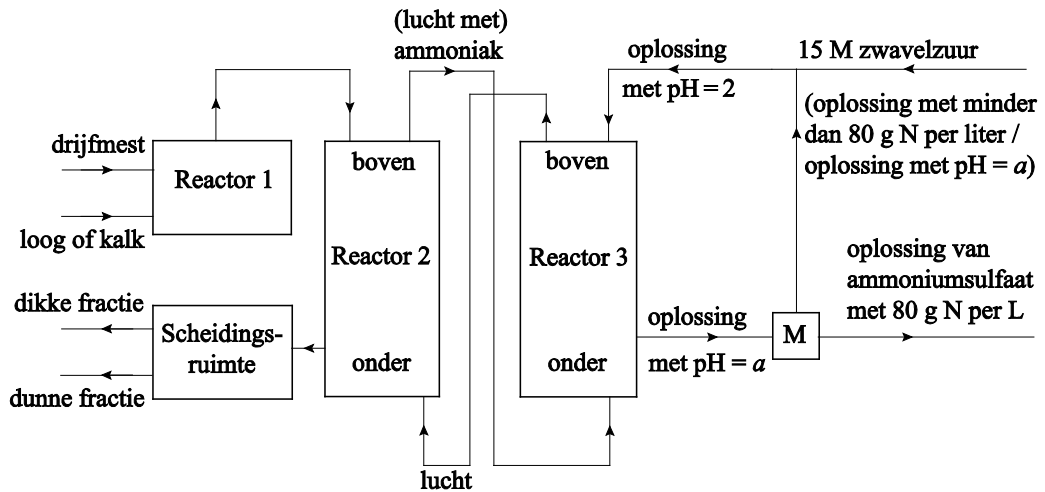 (lucht met)
ammoniak
oplossing
met pH = 2
15 M zwavelzuur
(oplossing met minder
dan 80 g N per liter /
oplossing met pH = a)
drijfmest
loog of kalk
Reactor 1
boven
Reactor 2
onder
boven
Reactor 3
onder
dikke fractie
dunne fractie
Scheidings-
ruimte
lucht
oplossing
met pH = a
M
oplossing van
ammoniumsulfaat
met 80 g N per L